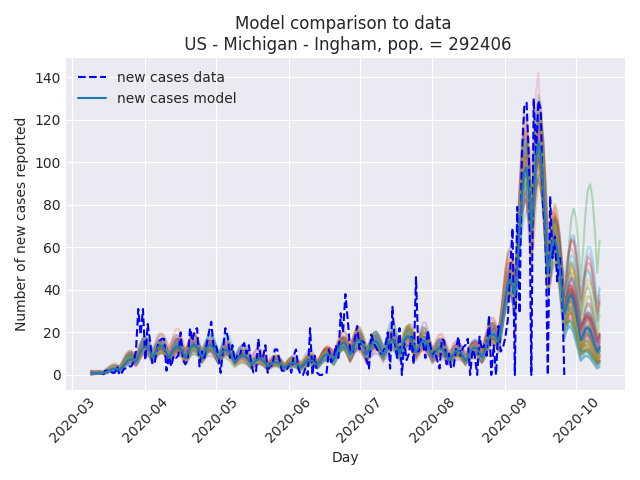 Model comparison to data
US - Michigan - Ingham, pop. = 292406
new cases data
new cases model
Number of new cases reported
140
120
100
80
60
40
20
0
2020-03
2020-04
2020-05
2020-06
2020-07
2020-08
2020-09
2020-10
Day